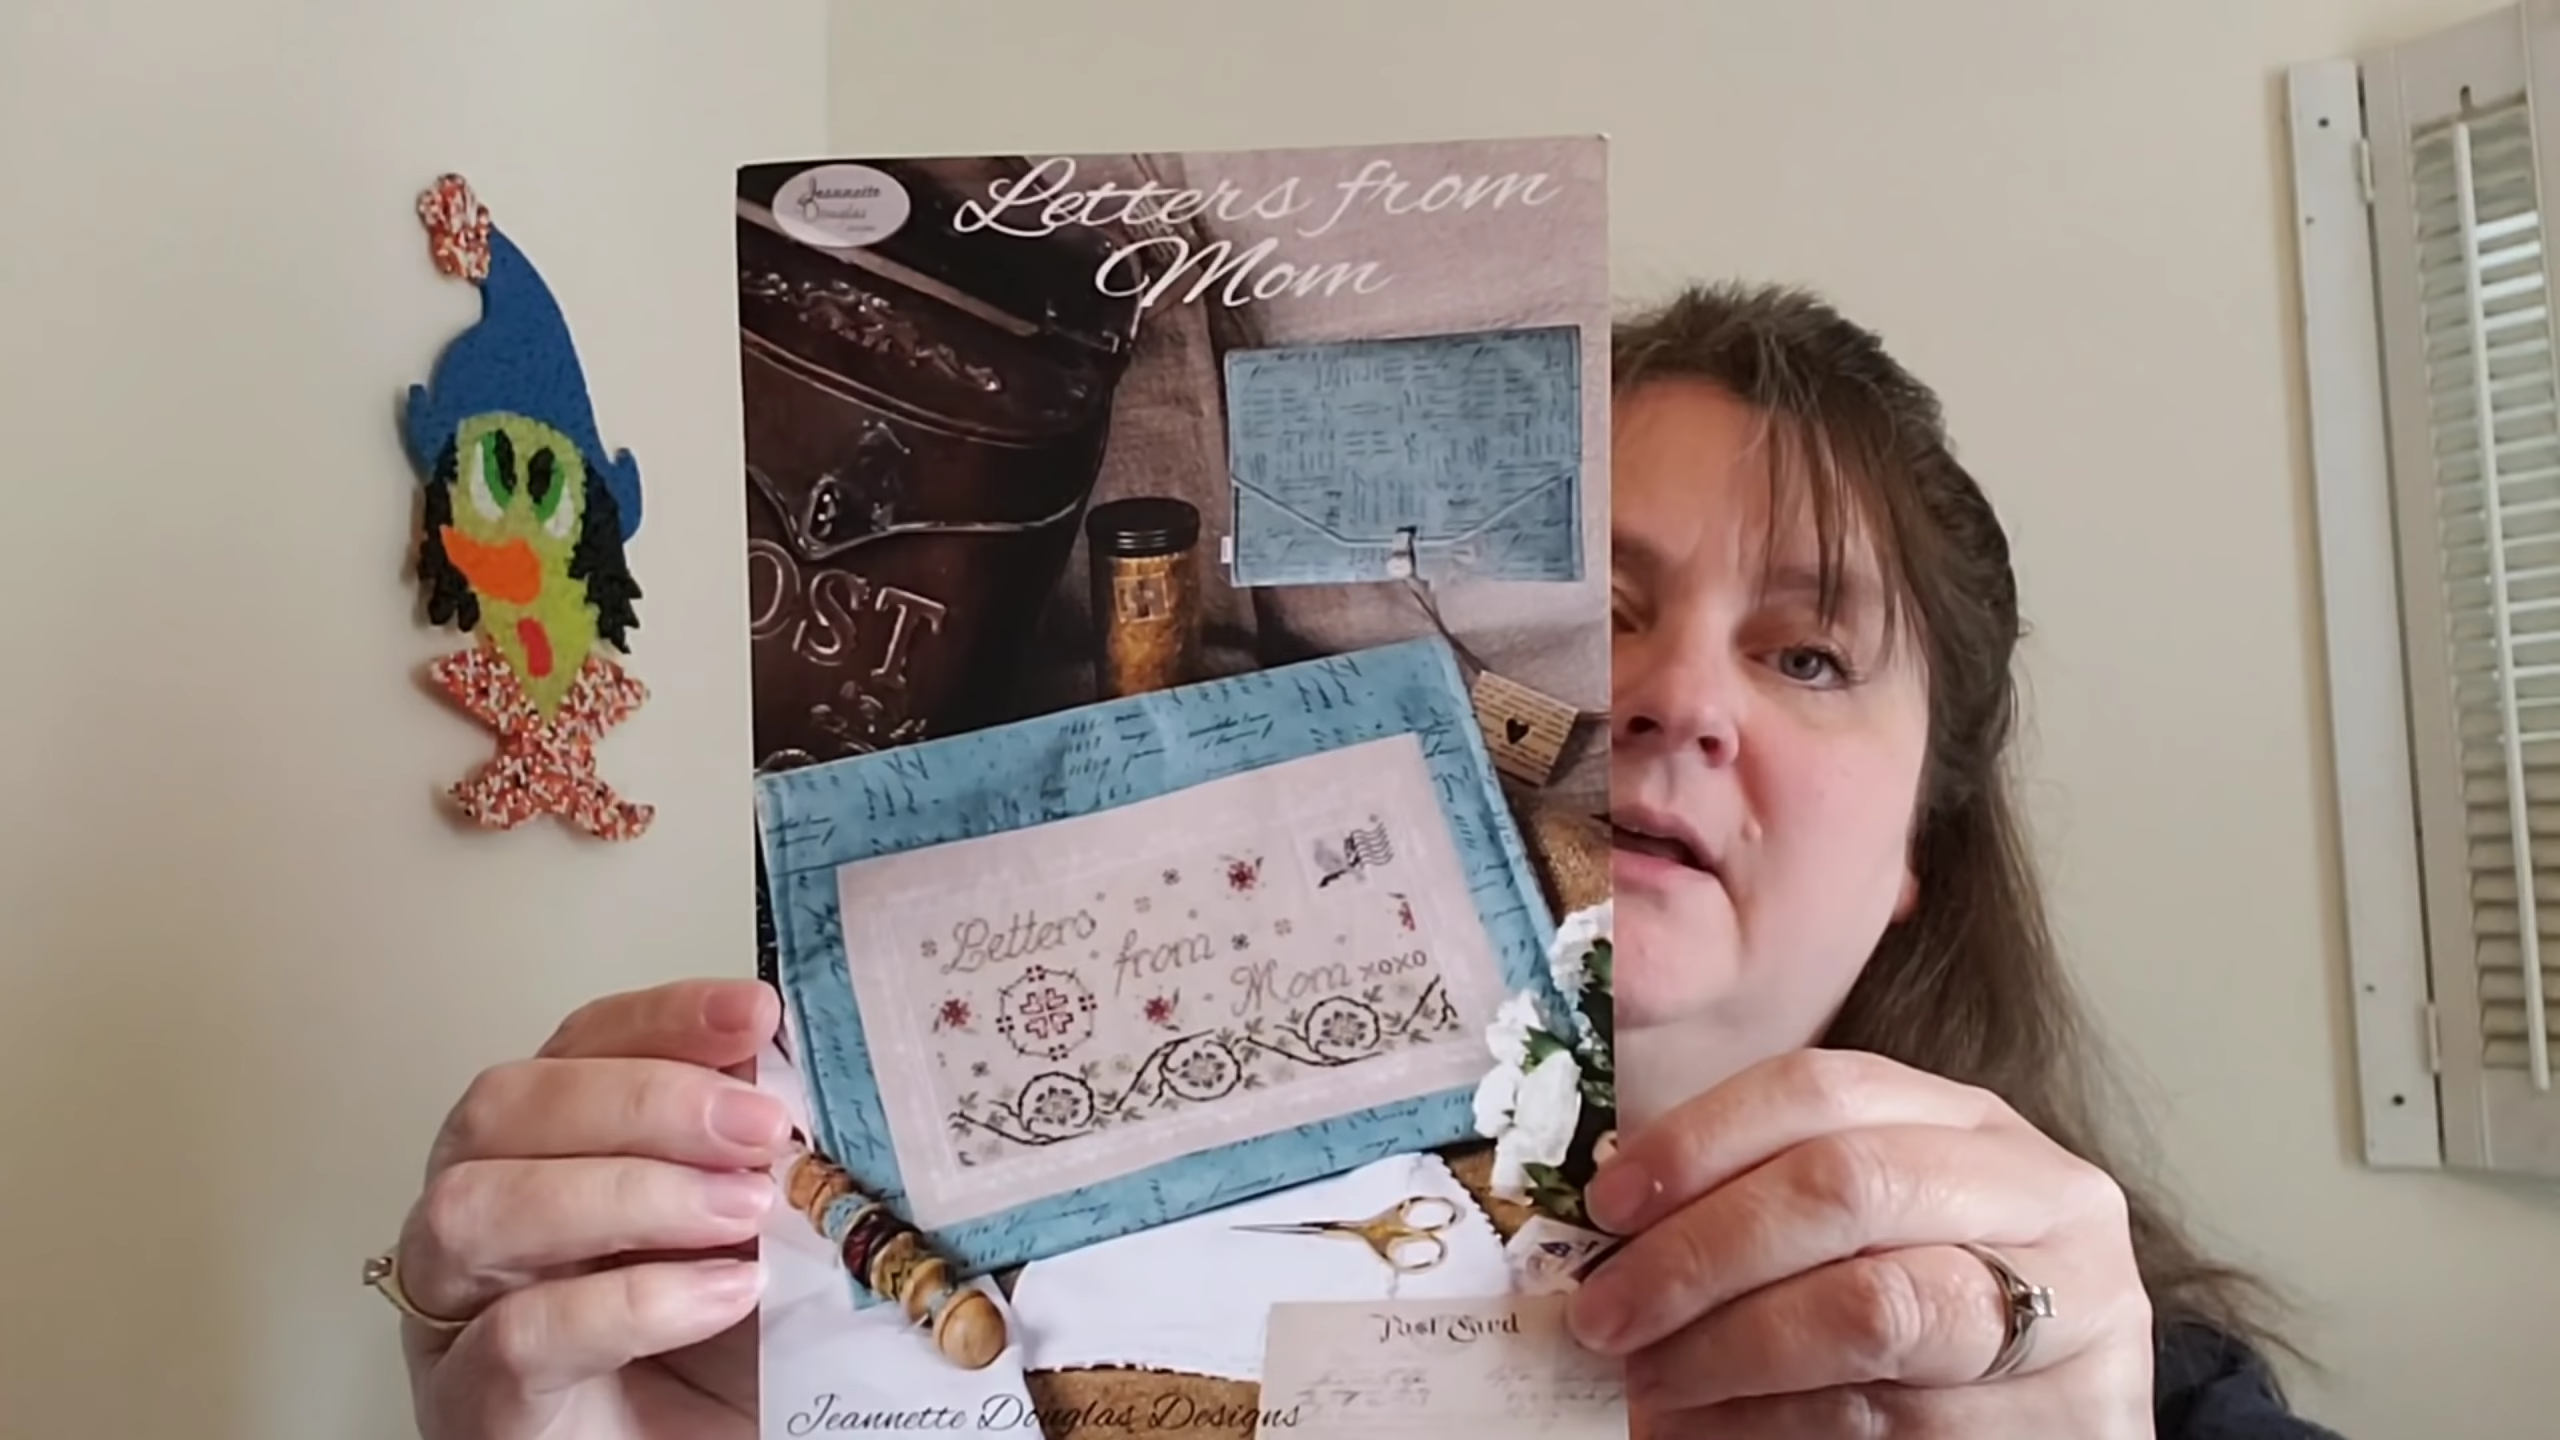 Jeannette
Douglas
Letters from
Mom
OST
Letters
from
Mom xoxo
Post Card
Jeannette Douglas Designs